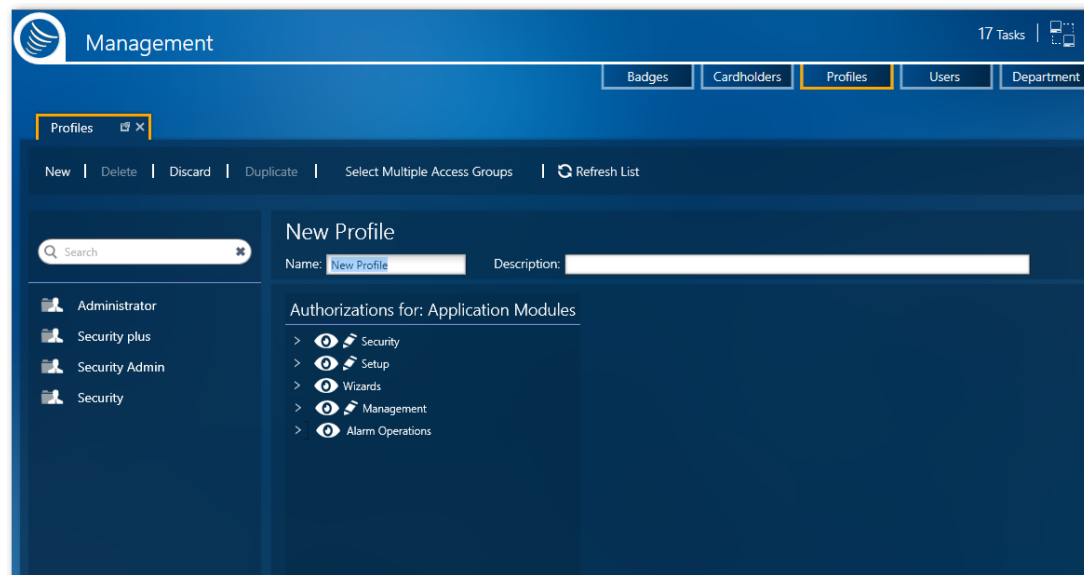 Management
17 Tasks
Badges
Cardholders
Profiles
Users
Department
Profiles
New
Delete
Discard
Duplicate
Select Multiple Access Groups
Refresh List
Search
New Profile
Name: New Profile
Description:
Administrator
Security plus
Security Admin
Security
Authorizations for: Application Modules
Security
Setup
Wizards
Management
Alarm Operations